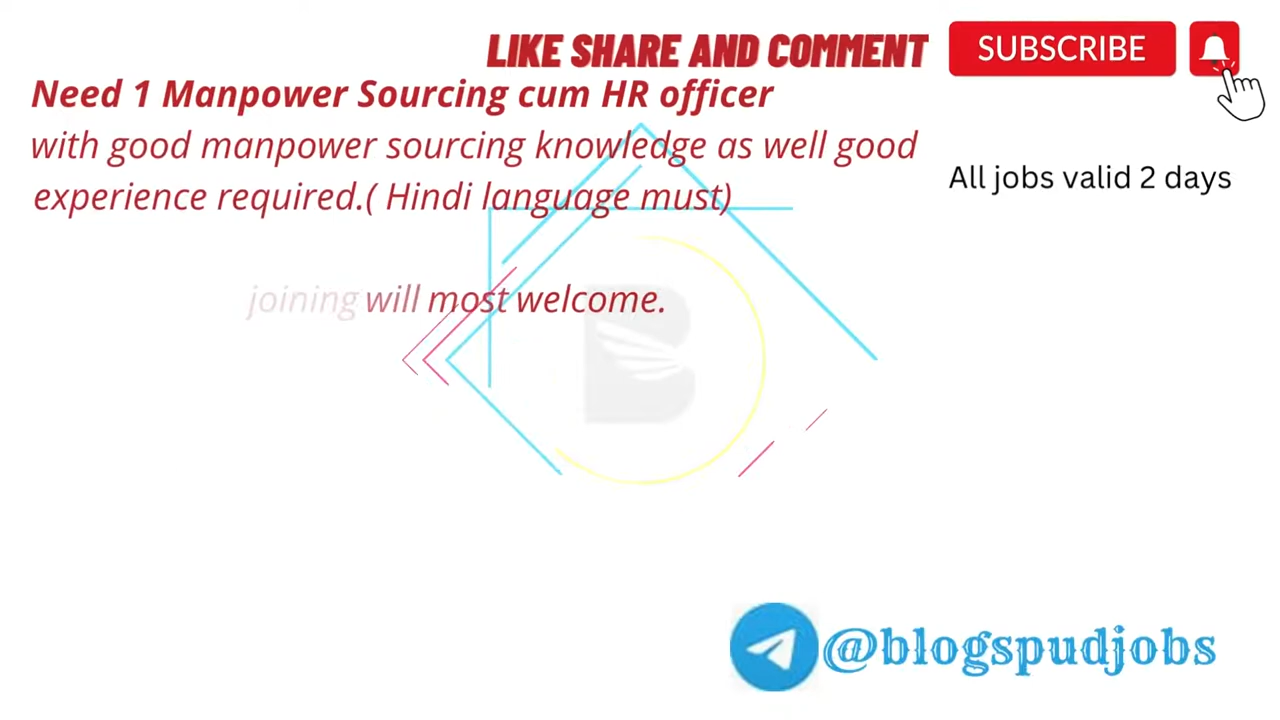 LIKE SHARE AND COMMENT
SUBSCRIBE
Need 1 Manpower Sourcing cum HR officer
with good manpower sourcing knowledge as well good
experience required.( Hindi language must)
All jobs valid 2 days
joining will most welcome.
@blogspudjobs